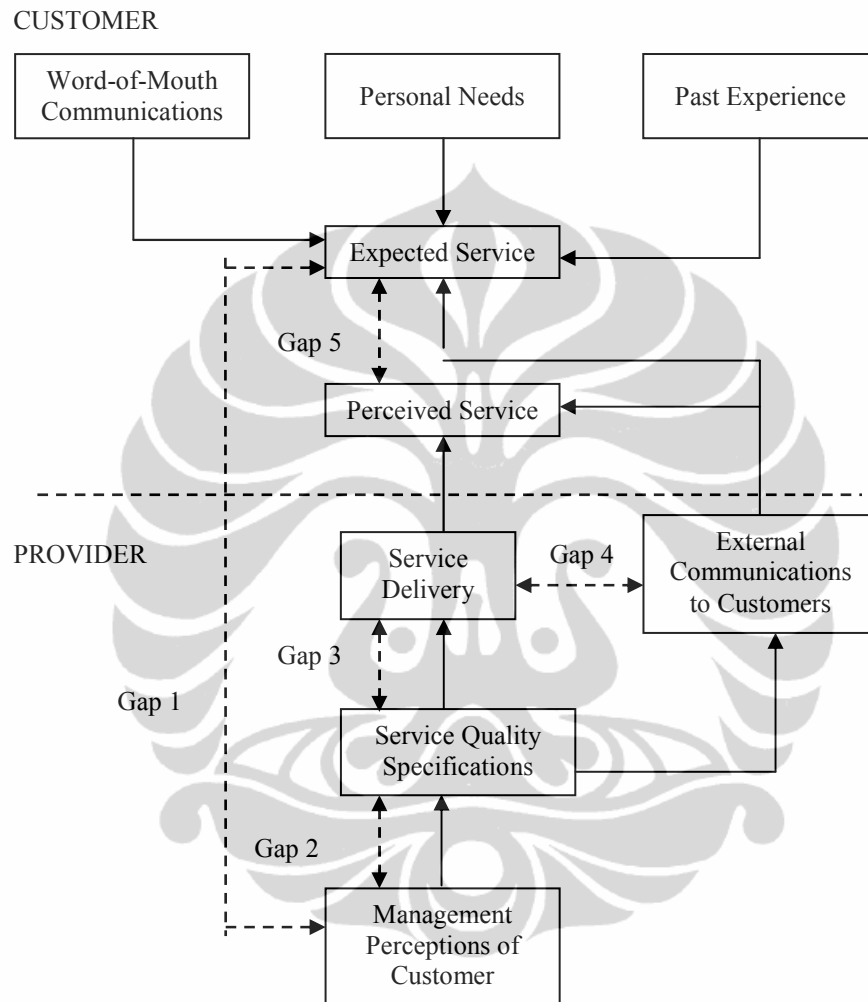 CUSTOMER
Word-of-Mouth
Communications
Personal Needs
Past Experience
Expected Service
Gap 5
Perceived Service
PROVIDER
Service
Delivery
Gap 4
External
Communications
to Customers
Gap 3
Gap 1
Service Quality
Specifications
Gap 2
Management
Perceptions of
Customer